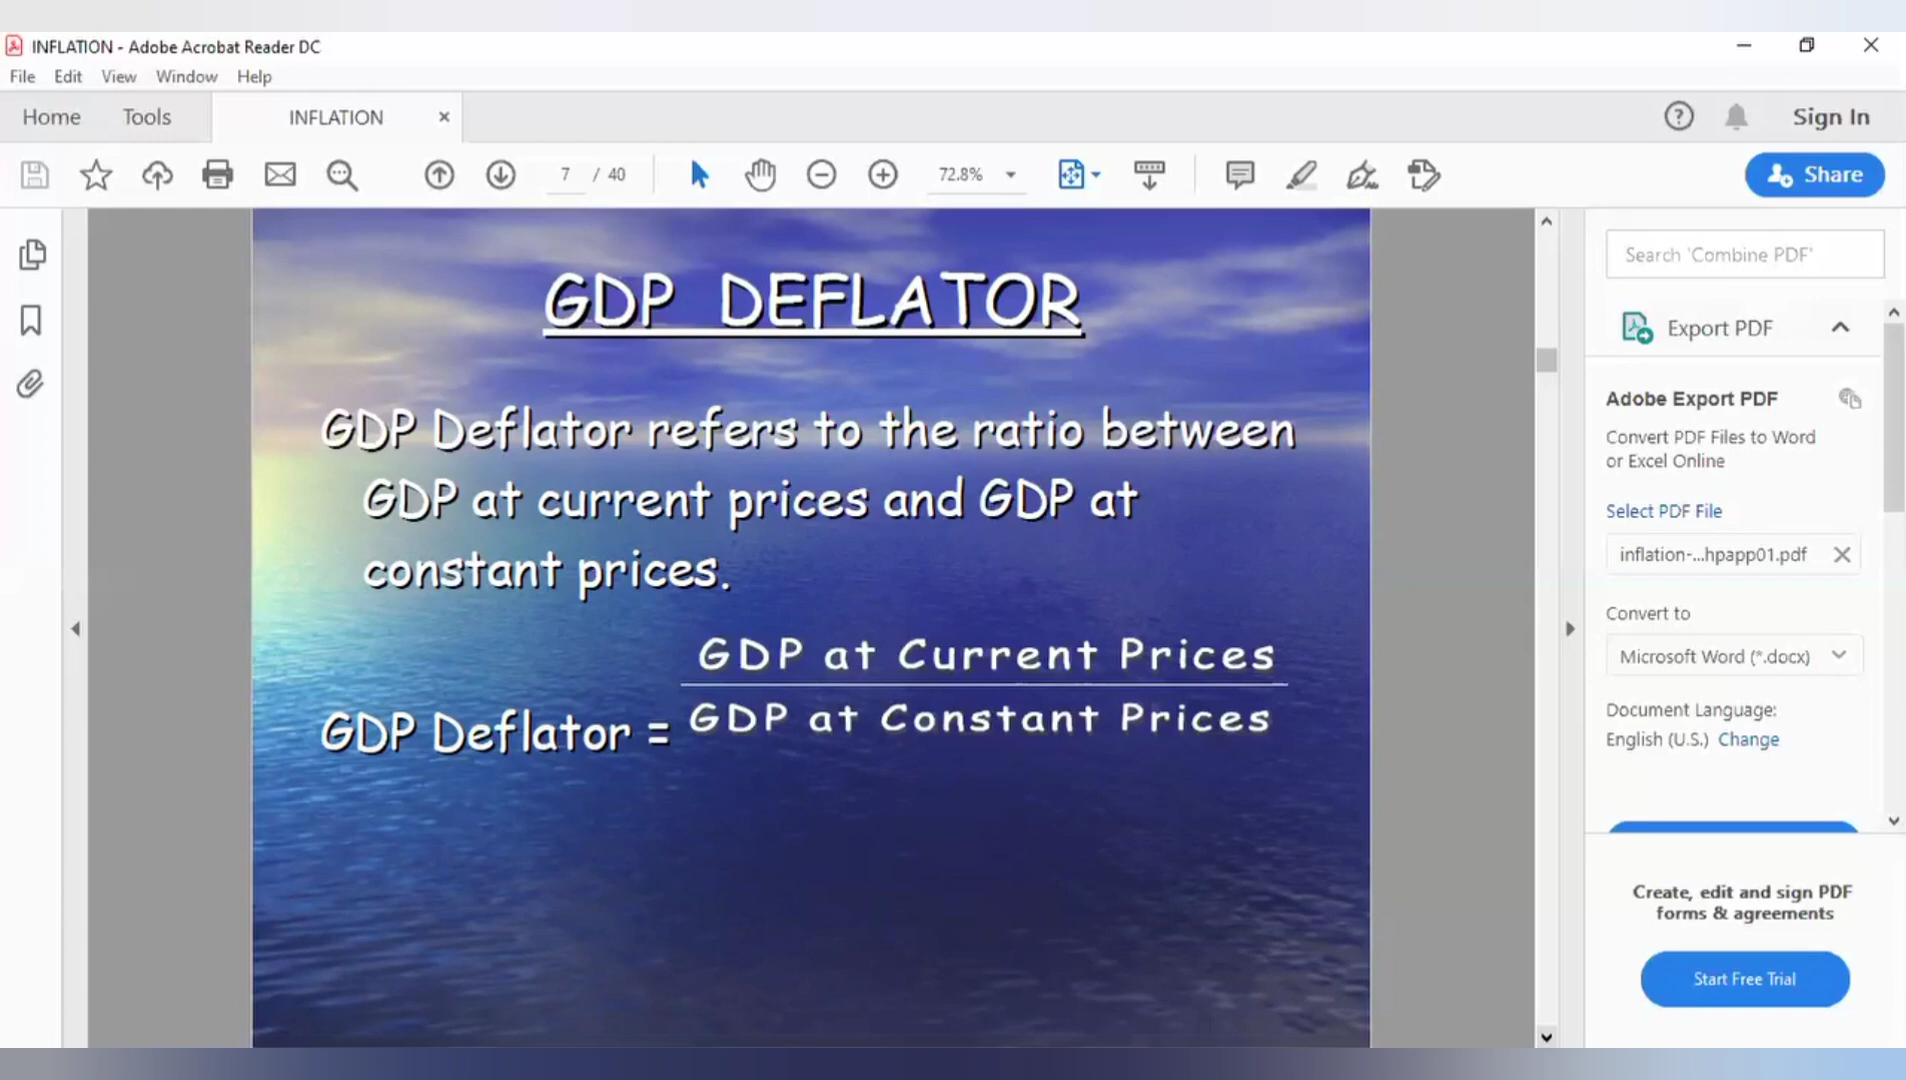 INFLATION - Adobe Acrobat Reader DC
File Edit View Window Help
Home Tools INFLATION Sign In
7 / 40 72.8% Share
GDP DEFLATOR
GDP Deflator refers to the ratio between
GDP at current prices and GDP at
constant prices.
GDP at Current Prices
GDP Deflator = GDP at Constant Prices
Search 'Combine PDF'
Export PDF
Adobe Export PDF
Convert PDF Files to Word
or Excel Online
Select PDF File
inflation-...hpapp01.pdf
Convert to
Microsoft Word (*.docx)
Document Language:
English (U.S.) Change
Create, edit and sign PDF
forms & agreements
Start Free Trial